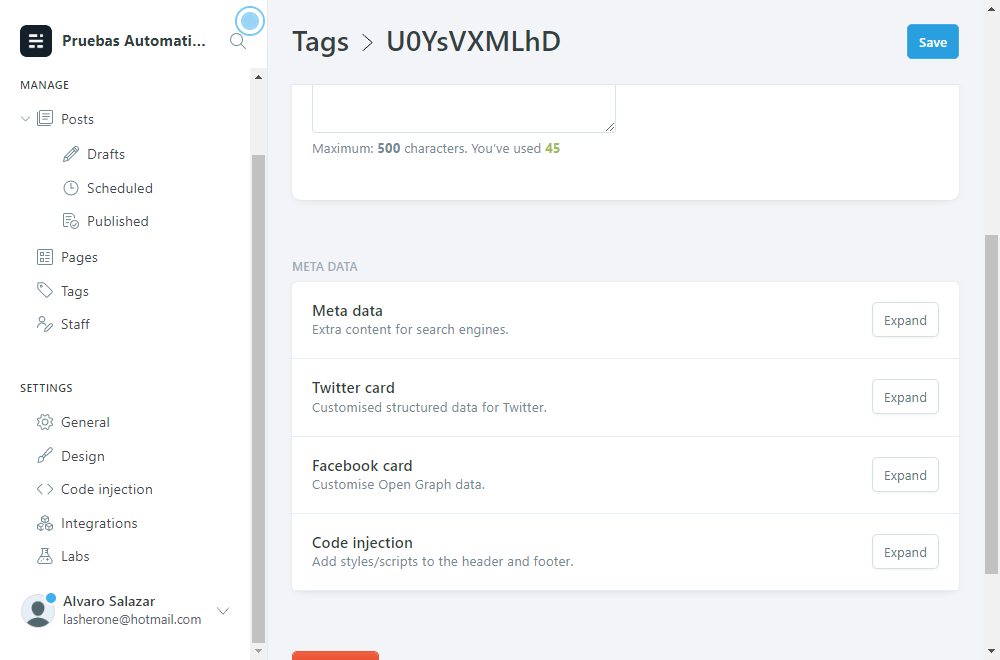 Pruebas Automati...
MANAGE
Posts
Drafts
Scheduled
Published
Pages
Tags
Staff
SETTINGS
General
Design
Code injection
Integrations
Labs
Alvaro Salazar
lasherone@hotmail.com
Tags > U0YsVXMLhD
Save
Maximum: 500 characters. You've used 45
META DATA
Meta data
Extra content for search engines.
Expand
Twitter card
Customised structured data for Twitter.
Expand
Facebook card
Customise Open Graph data.
Expand
Code injection
Add styles/scripts to the header and footer.
Expand